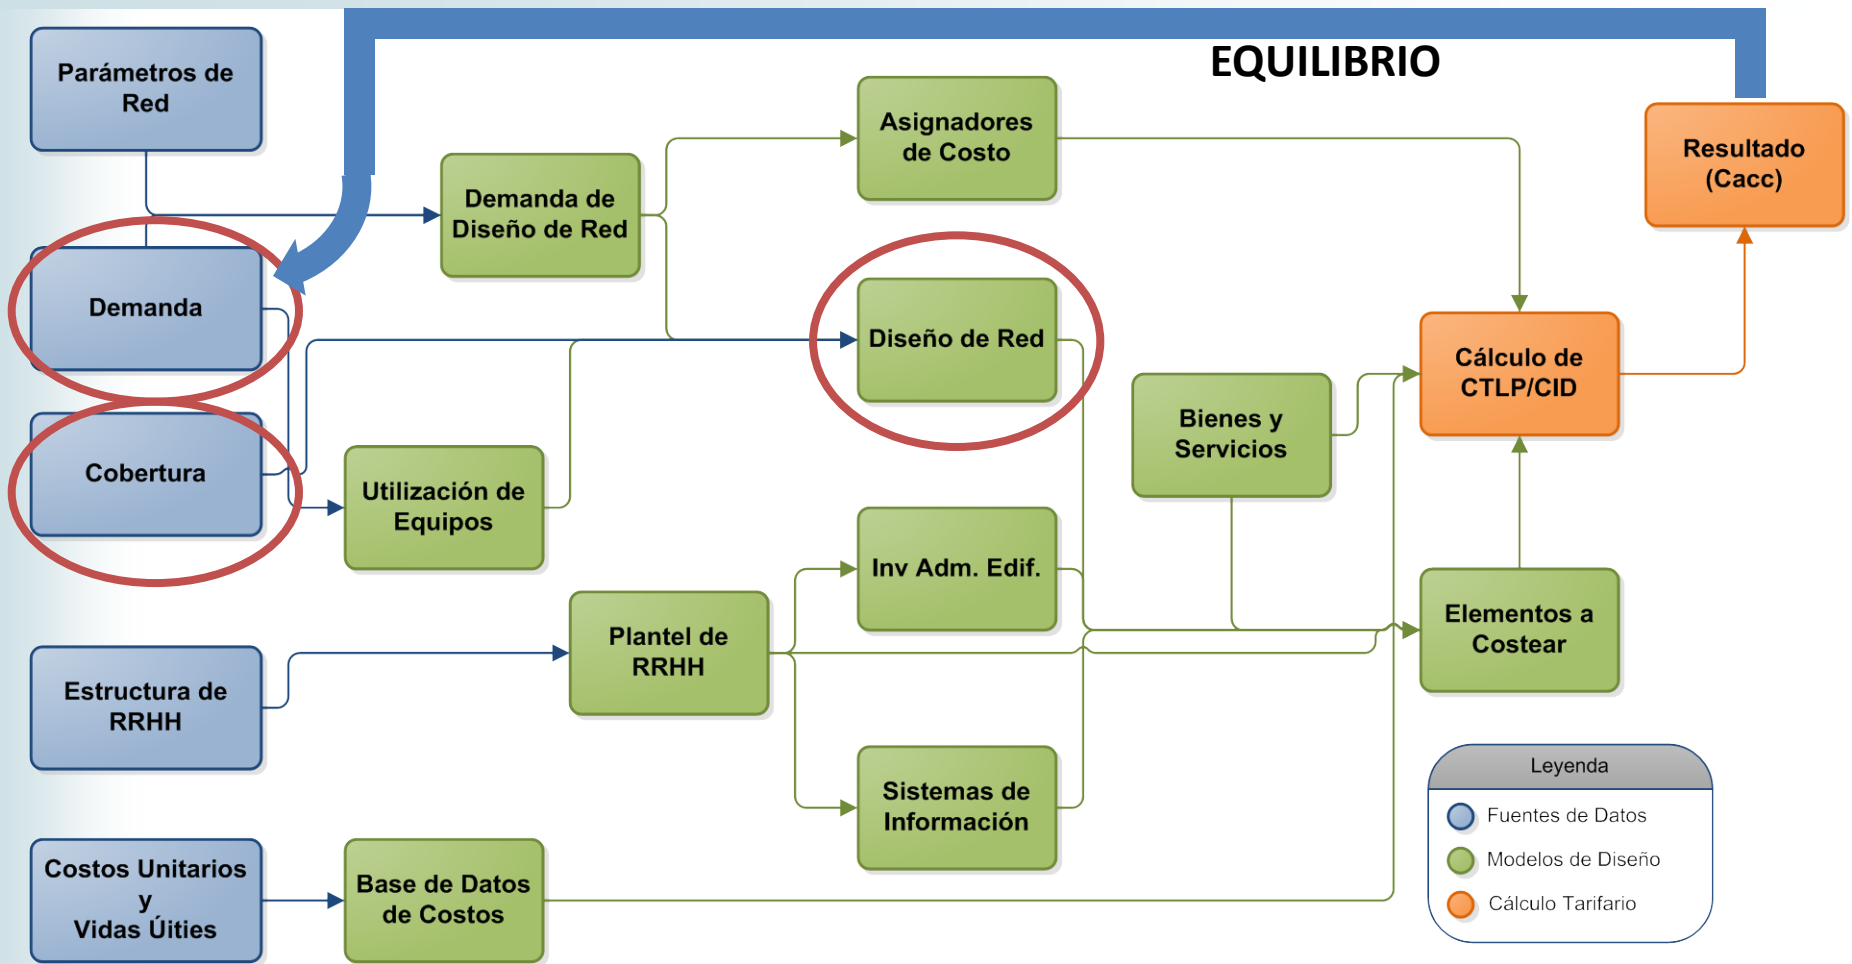 EQUILIBRIO
Parámetros de
Red
Asignadores
de Costo
Resultado
(Cacc)
Demanda de
Diseño de Red
Demanda
Diseño de Red
Cálculo de
CTLP/CID
Bienes y
Servicios
Cobertura
Utilización de
Equipos
Inv Adm. Edif.
Elementos a
Costear
Plantel de
RRHH
Estructura de
RRHH
Sistemas de
Información
Costos Unitarios
y
Vidas Úities
Base de Datos
de Costos
Leyenda
Fuentes de Datos
Modelos de Diseño
Cálculo Tarifario